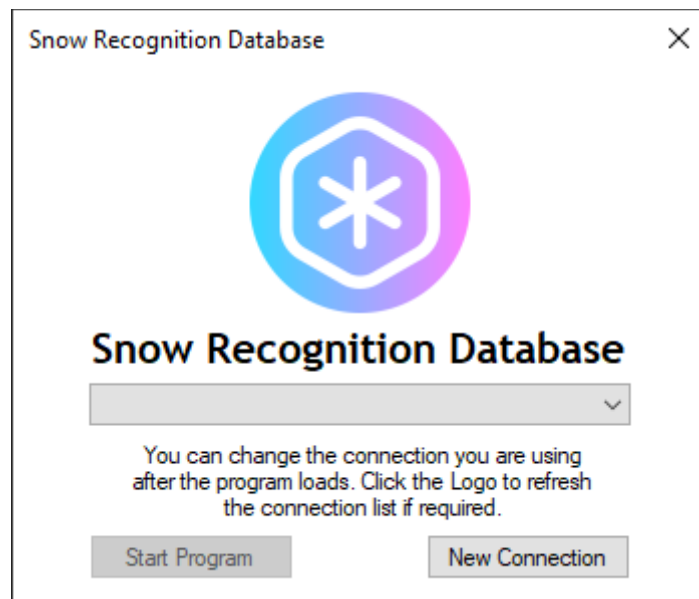 Snow Recognition Database
Snow Recognition Database
You can change the connection you are using
after the program loads. Click the Logo to refresh
the connection list if required.
Start Program
New Connection